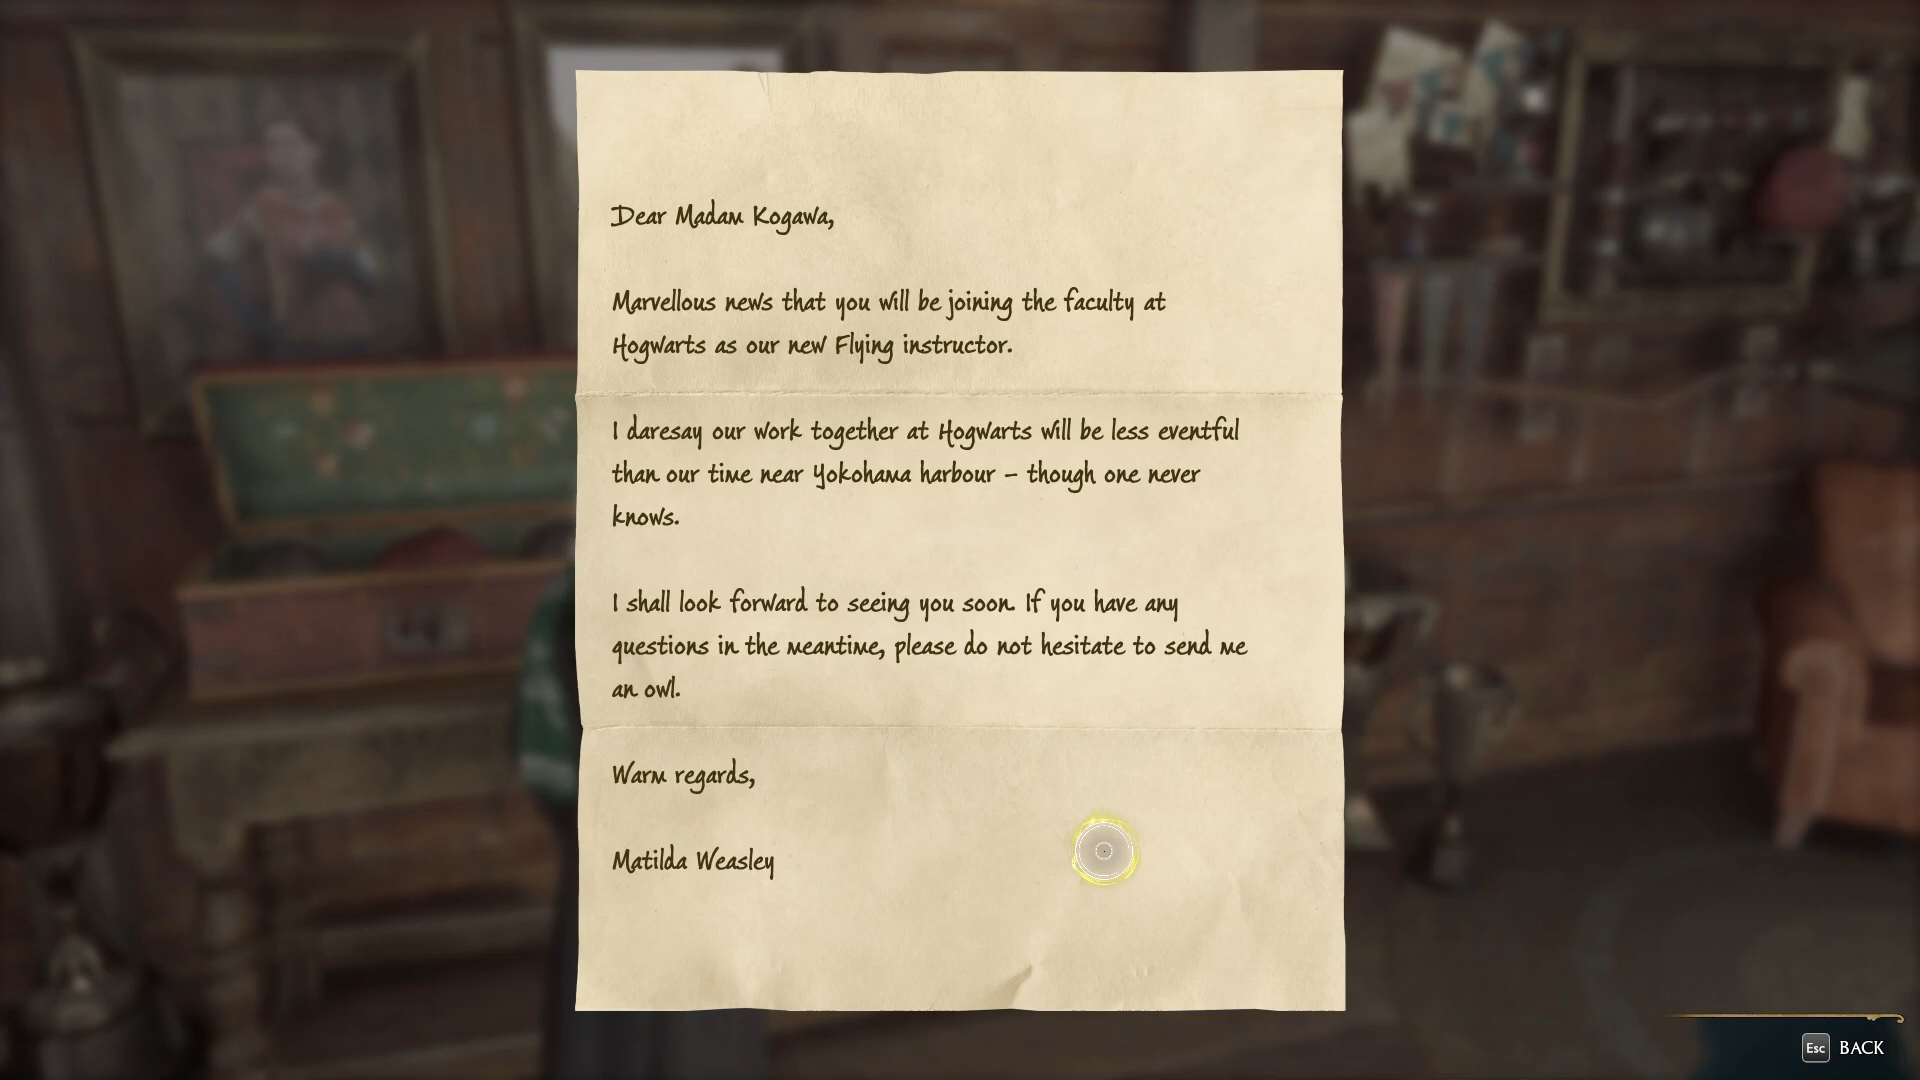 Dear Madam Kogawa,
Marvellous news that you will be joining the faculty at
Hogwarts as our new Flying instructor.
I daresay our work together at Hogwarts will be less eventful
than our time near Yokohama harbour – though one never
knows.
I shall look forward to seeing you soon. If you have any
questions in the meantime, please do not hesitate to send me
an owl.
Warm regards,
Matilda Weasley
Esc BACK